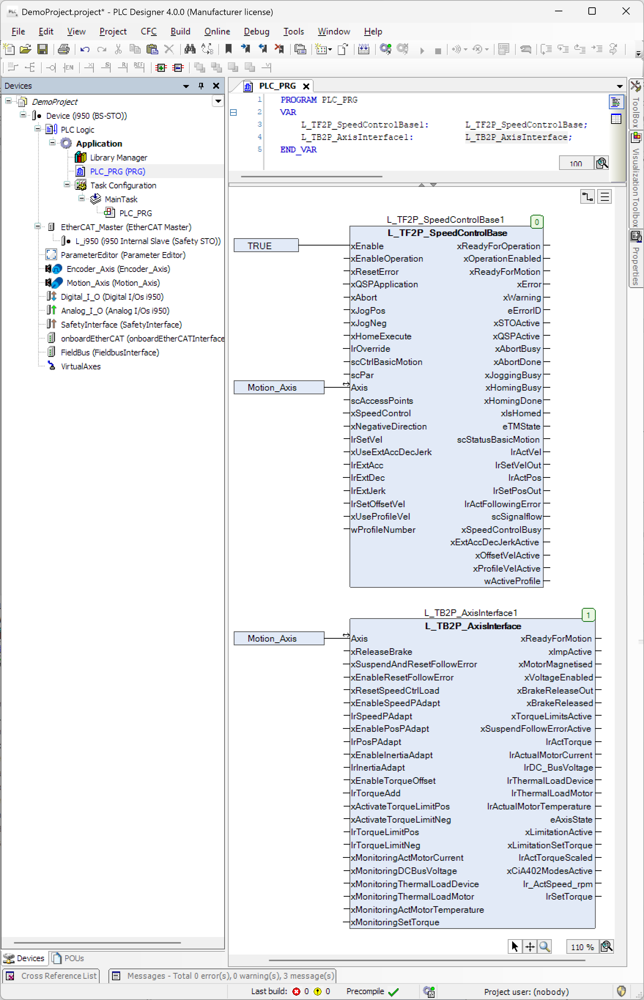 DemoProject.project* - PLC Designer 4.0.0 (Manufacturer license)
File Edit View Project CFC Build Online Debug Tools Window Help
EN S R REF V
Devices
DemoProject
Device (i950 (BS-STO))
PLC Logic
Application
Library Manager
PLC_PRG (PRG)
Task Configuration
MainTask
PLC_PRG
EtherCAT_Master (EtherCAT Master)
L_i950 (i950 Internal Slave (Safety STO))
ParameterEditor (Parameter Editor)
Encoder_Axis (Encoder_Axis)
Motion_Axis (Motion_Axis)
Digital_I_O (Digital I/Os i950)
Analog_I_O (Analog I/Os i950)
SafetyInterface (SafetyInterface)
onboardEtherCAT (onboardEtherCATInterface
FieldBus (FieldbusInterface)
VirtualAxes
Devices POUs
PLC_PRG
1 PROGRAM PLC_PRG
2 VAR
3 L_TF2P_SpeedControlBase1: L_TF2P_SpeedControlBase;
4 L_TB2P_AxisInterface1: L_TB2P_AxisInterface;
5 END_VAR
100
L_TF2P_SpeedControlBase1 0
L_TF2P_SpeedControlBase
TRUE xEnable xReadyForOperation
xEnableOperation xOperationEnabled
xResetError xReadyForMotion
xQSPApplication xError
xAbort xWarning
xJogPos eErrorID
xJogNeg xSTOActive
xHomeExecute xQSPActive
lrOverride xAbortBusy
scCtrlBasicMotion xAbortDone
scPar xJoggingBusy
Motion_Axis Axis xHomingBusy
scAccessPoints xHomingDone
xSpeedControl xIsHomed
xNegativeDirection eTMState
lrSetVel scStatusBasicMotion
xUseExtAccDecJerk lrActVel
lrExtAcc lrSetVelOut
lrExtDec lrActPos
lrExtJerk lrSetPosOut
lrSetOffsetVel lrActFollowingError
xUseProfileVel scSignalflow
wProfileNumber xSpeedControlBusy
xExtAccDecJerkActive
xOffsetVelActive
xProfileVelActive
wActiveProfile
L_TB2P_AxisInterface1 1
L_TB2P_AxisInterface
Motion_Axis Axis xReadyForMotion
xReleaseBrake xImpActive
xSuspendAndResetFollowError xMotorMagnetised
xEnableResetFollowError xVoltageEnabled
xResetSpeedCtrlLoad xBrakeReleaseOut
xEnableSpeedPAdapt xBrakeReleased
lrSpeedPAdapt xTorqueLimitsActive
xEnablePosPAdapt xSuspendFollowErrorActive
lrPosPAdapt lrActTorque
xEnableInertiaAdapt lrActualMotorCurrent
lrInertiaAdapt lrDC_BusVoltage
xEnableTorqueOffset lrThermalLoadDevice
lrTorqueAdd lrThermalLoadMotor
xActivateTorqueLimitPos lrActualMotorTemperature
xActivateTorqueLimitNeg eAxisState
lrTorqueLimitPos xLimitationActive
lrTorqueLimitNeg xLimitationSetTorque
xMonitoringActMotorCurrent lrActTorqueScaled
xMonitoringDCBusVoltage xCiA402ModesActive
xMonitoringThermalLoadDevice lr_ActSpeed_rpm
xMonitoringThermalLoadMotor lrSetTorque
xMonitoringActMotorTemperature
xMonitoringSetTorque
110 %
ToolBox
Visualization Toolbox
Properties
Cross Reference List Messages - Total 0 error(s), 0 warning(s), 3 message(s)
Last build: 0 0 Precompile Project user: (nobody)